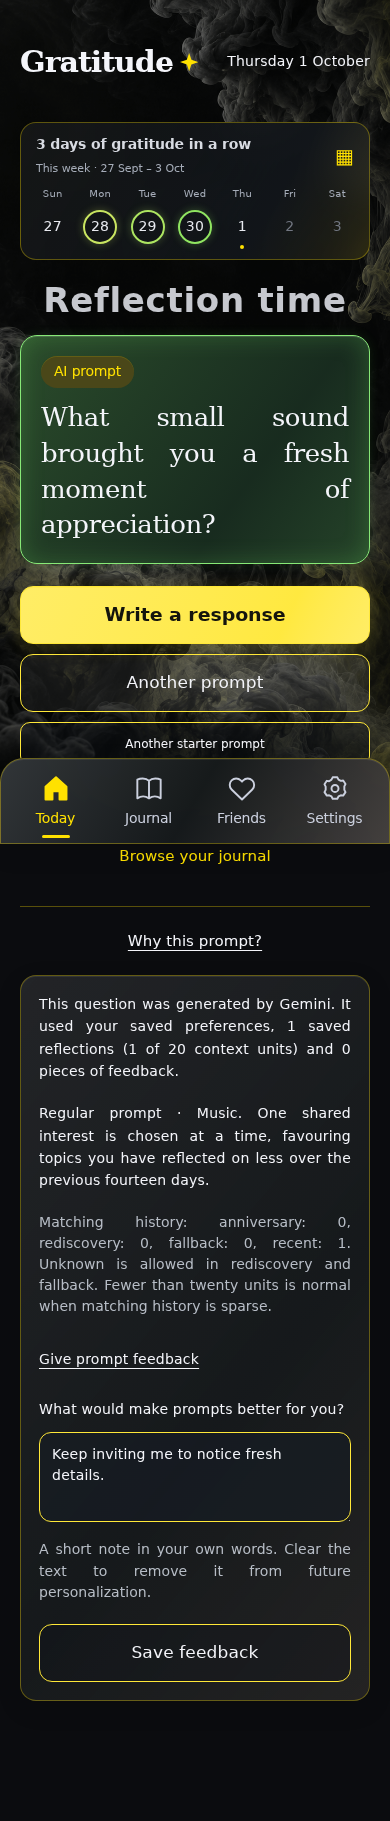 Gratitude
Thursday 1 October
3 days of gratitude in a row
This week · 27 Sept – 3 Oct
Sun Mon Tue Wed Thu Fri Sat
27 28 29 30 1 2 3
Reflection time
AI prompt
What small sound
brought you a fresh
moment of
appreciation?
Write a response
Another prompt
Another starter prompt
Today Journal Friends Settings
Browse your journal
Why this prompt?
This question was generated by Gemini. It
used your saved preferences, 1 saved
reflections (1 of 20 context units) and 0
pieces of feedback.
Regular prompt · Music. One shared
interest is chosen at a time, favouring
topics you have reflected on less over the
previous fourteen days.
Matching history: anniversary: 0,
rediscovery: 0, fallback: 0, recent: 1.
Unknown is allowed in rediscovery and
fallback. Fewer than twenty units is normal
when matching history is sparse.
Give prompt feedback
What would make prompts better for you?
Keep inviting me to notice fresh
details.
A short note in your own words. Clear the
text to remove it from future
personalization.
Save feedback